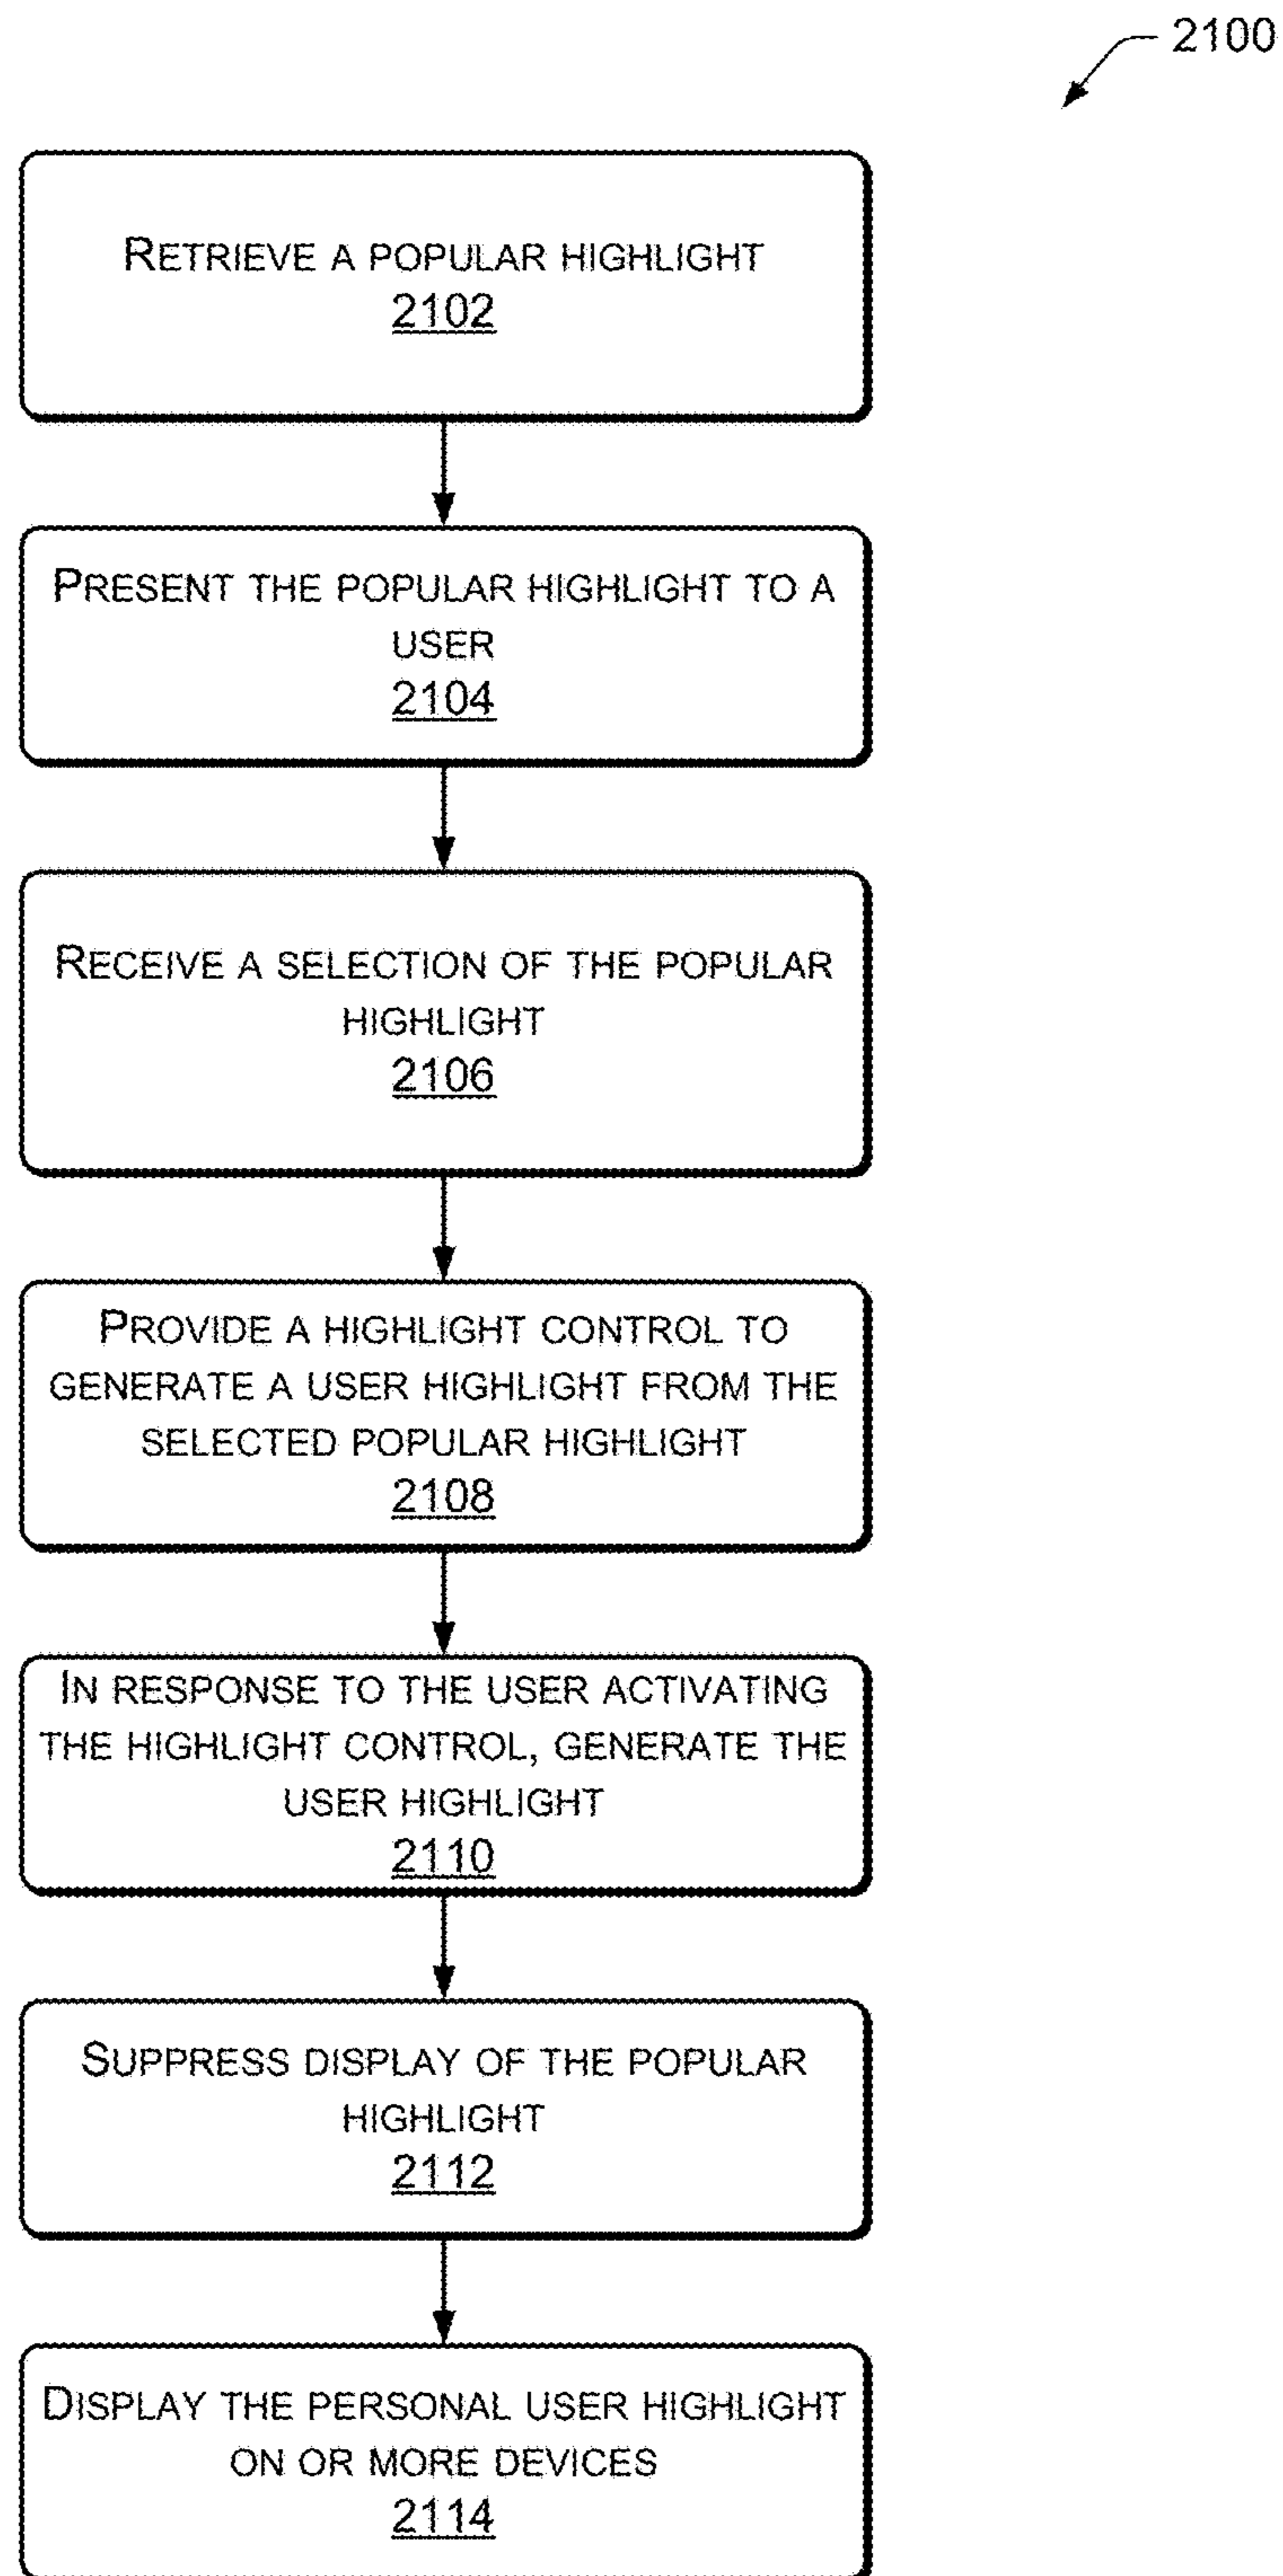 2100
RETRIEVE A POPULAR HIGHLIGHT
2102
PRESENT THE POPULAR HIGHLIGHT TO A
USER
2104
RECEIVE A SELECTION OF THE POPULAR
HIGHLIGHT
2106
PROVIDE A HIGHLIGHT CONTROL TO
GENERATE A USER HIGHLIGHT FROM THE
SELECTED POPULAR HIGHLIGHT
2108
IN RESPONSE TO THE USER ACTIVATING
THE HIGHLIGHT CONTROL, GENERATE THE
USER HIGHLIGHT
2110
SUPPRESS DISPLAY OF THE POPULAR
HIGHLIGHT
2112
DISPLAY THE PERSONAL USER HIGHLIGHT
ON OR MORE DEVICES
2114